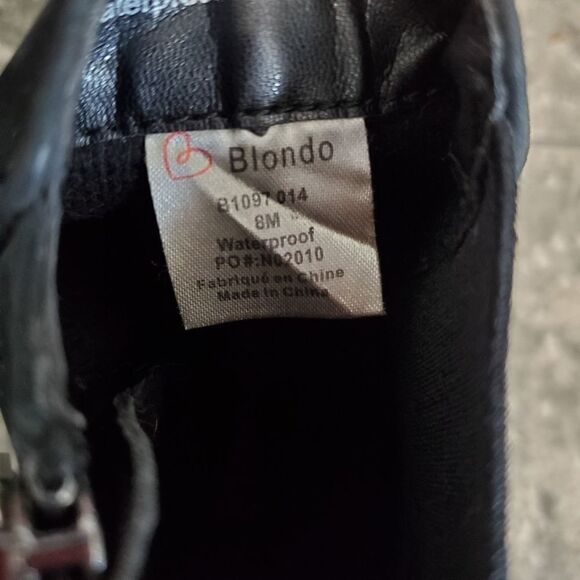 Blondo
B1097 014
8M
Waterproof
PO#:N02010
Fabriqué en Chine
Made in China